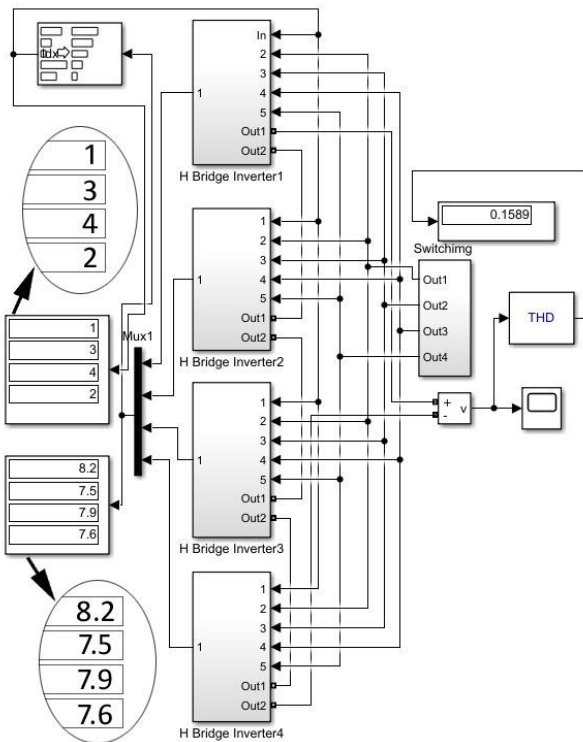 Idx
In
2
3
4
5
Out1
Out2
1
H Bridge Inverter1
1
3
4
2
0.1589
Switchimg
Out1
Out2
Out3
Out4
1
2
3
4
5
Out1
Out2
1
H Bridge Inverter2
THD
1
3
4
2
Mux1
+
-
v
1
2
3
4
5
Out1
Out2
1
H Bridge Inverter3
8.2
7.5
7.9
7.6
8.2
7.5
7.9
7.6
1
2
3
4
5
Out1
Out2
1
H Bridge Inverter4